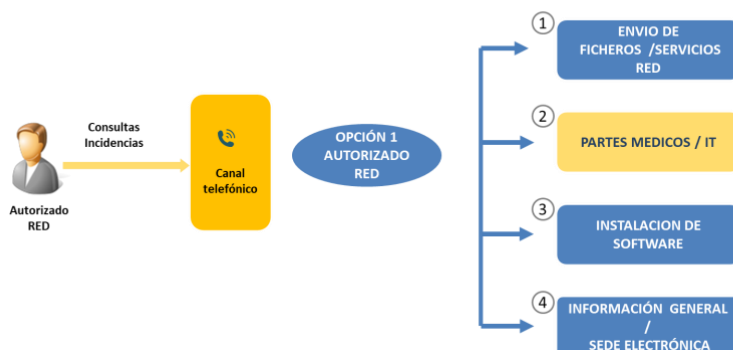 Autorizado
RED
Consultas
Incidencias
Canal
telefónico
OPCIÓN 1
AUTORIZADO
RED
1
ENVIO DE
FICHEROS /SERVICIOS
RED
2
PARTES MEDICOS / IT
3
INSTALACION DE
SOFTWARE
4
INFORMACIÓN GENERAL
/
SEDE ELECTRÓNICA